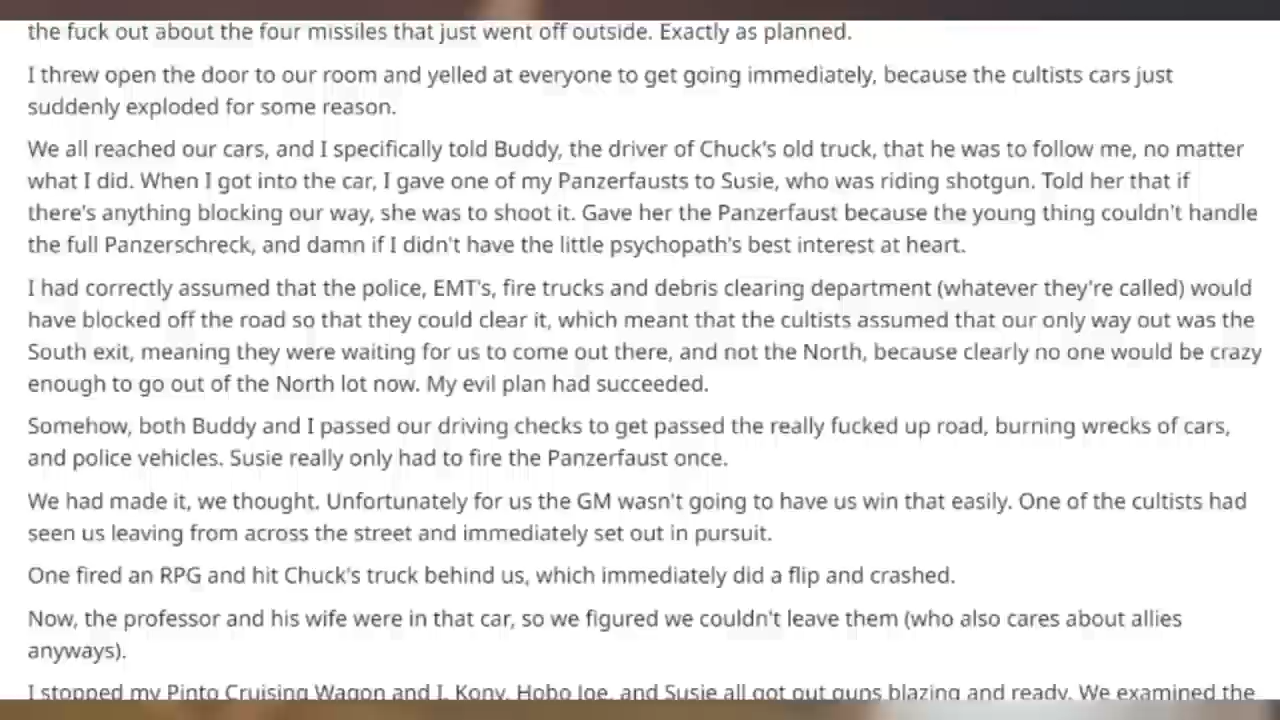 the fuck out about the four missiles that just went off outside. Exactly as planned.
I threw open the door to our room and yelled at everyone to get going immediately, because the cultists cars just
suddenly exploded for some reason.
We all reached our cars, and I specifically told Buddy, the driver of Chuck's old truck, that he was to follow me, no matter
what I did. When I got into the car, I gave one of my Panzerfausts to Susie, who was riding shotgun. Told her that if
there's anything blocking our way, she was to shoot it. Gave her the Panzerfaust because the young thing couldn't handle
the full Panzerschreck, and damn if I didn't have the little psychopath's best interest at heart.
I had correctly assumed that the police, EMT's, fire trucks and debris clearing department (whatever they're called) would
have blocked off the road so that they could clear it, which meant that the cultists assumed that our only way out was the
South exit, meaning they were waiting for us to come out there, and not the North, because clearly no one would be crazy
enough to go out of the North lot now. My evil plan had succeeded.
Somehow, both Buddy and I passed our driving checks to get passed the really fucked up road, burning wrecks of cars,
and police vehicles. Susie really only had to fire the Panzerfaust once.
We had made it, we thought. Unfortunately for us the GM wasn't going to have us win that easily. One of the cultists had
seen us leaving from across the street and immediately set out in pursuit.
One fired an RPG and hit Chuck's truck behind us, which immediately did a flip and crashed.
Now, the professor and his wife were in that car, so we figured we couldn't leave them (who also cares about allies
anyways).
I stopped my Pinto Cruising Wagon and I, Kony, Hobo Joe, and Susie all got out guns blazing and ready. We examined the